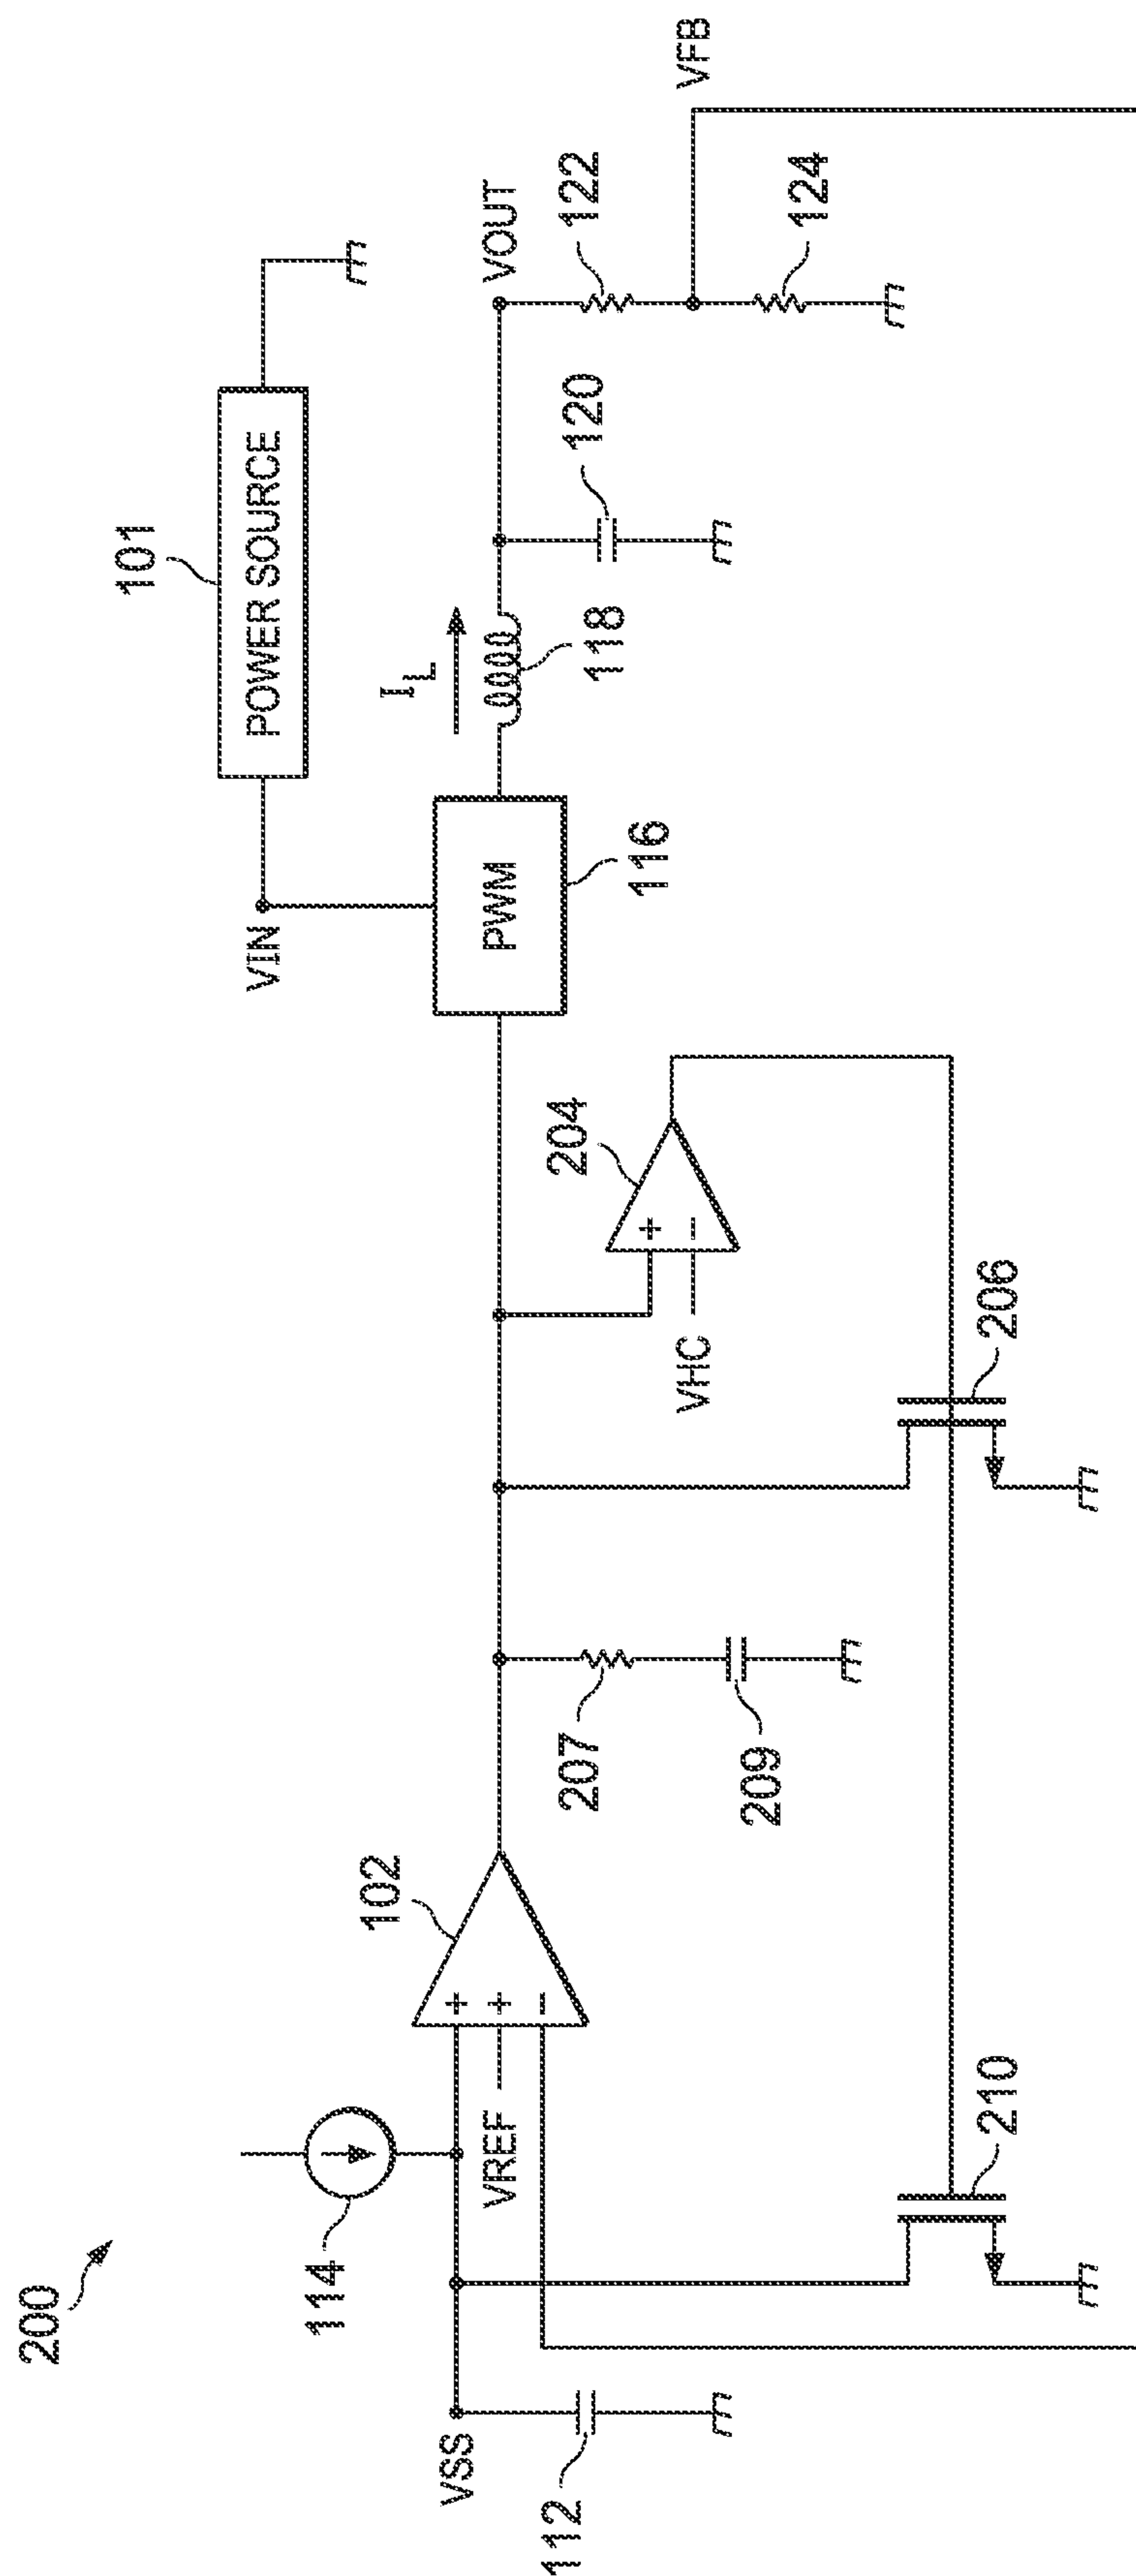 200
VSS
112
114
VREF
+
+
−
102
210
207
209
VHC
+
−
204
206
VIN
PWM
116
101
POWER SOURCE
IL
118
120
VOUT
122
124
VFB